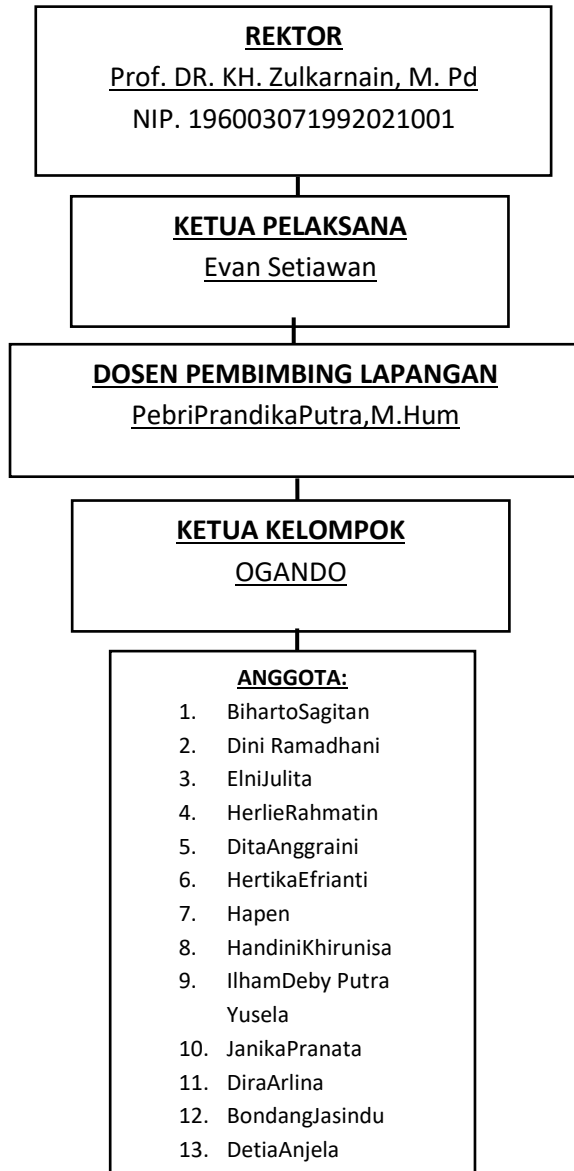 REKTOR
Prof. DR. KH. Zulkarnain, M. Pd
NIP. 196003071992021001
KETUA PELAKSANA
Evan Setiawan
DOSEN PEMBIMBING LAPANGAN
PebriPrandikaPutra,M.Hum
KETUA KELOMPOK
OGANDO
ANGGOTA:
1. BihartoSagitan
2. Dini Ramadhani
3. ElniJulita
4. HerlieRahmatin
5. DitaAnggraini
6. HertikaEfrianti
7. Hapen
8. HandiniKhirunisa
9. IlhamDeby Putra
Yusela
10. JanikaPranata
11. DiraArlina
12. BondangJasindu
13. DetiaAnjela